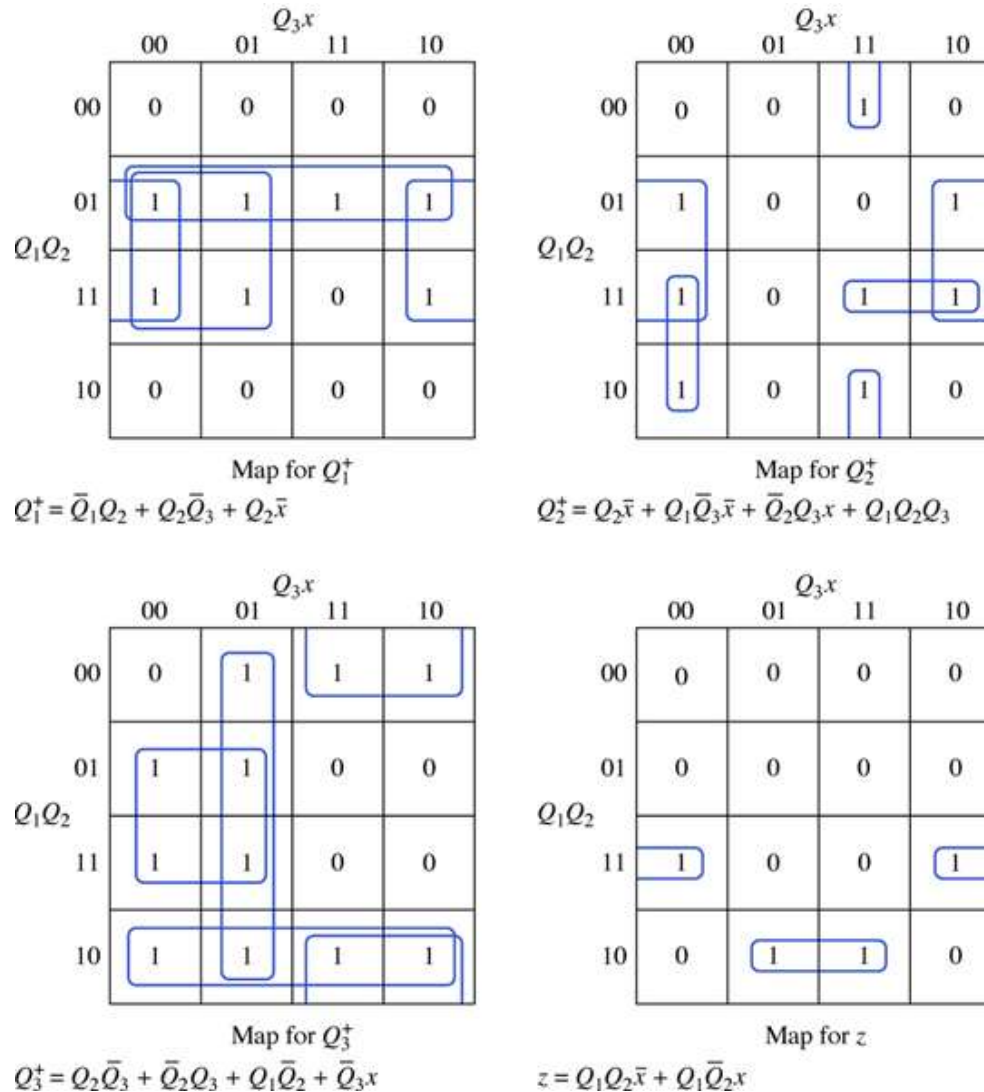 Q₃x
00 01 11 10
00 0 0 0 0
01 1 1 1 1
Q₁Q₂
11 1 1 0 1
10 0 0 0 0
Map for Q₁⁺
Q₁⁺ = Q̅₁Q₂ + Q₂Q̅₃ + Q₂x̅
Q₃x
00 01 11 10
00 0 0 1 0
01 1 0 0 1
Q₁Q₂
11 1 0 1 1
10 1 0 1 0
Map for Q₂⁺
Q₂⁺ = Q₂x̅ + Q₁Q̅₃x̅ + Q̅₂Q₃x + Q₁Q₂Q₃
Q₃x
00 01 11 10
00 0 1 1 1
01 1 1 0 0
Q₁Q₂
11 1 1 0 0
10 1 1 1 1
Map for Q₃⁺
Q₃⁺ = Q₂Q̅₃ + Q̅₂Q₃ + Q₁Q̅₂ + Q̅₃x
Q₃x
00 01 11 10
00 0 0 0 0
01 0 0 0 0
Q₁Q₂
11 1 0 0 1
10 0 1 1 0
Map for z
z = Q₁Q₂x̅ + Q₁Q̅₂x